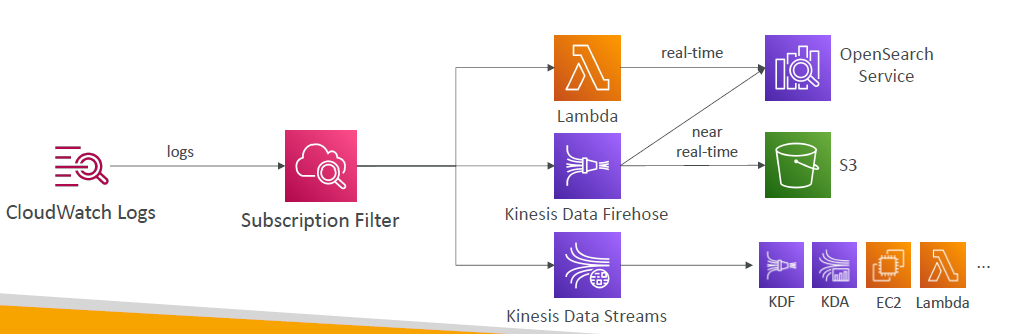 CloudWatch Logs
logs
Subscription Filter
Lambda
real-time
OpenSearch
Service
Kinesis Data Firehose
near
real-time
S3
Kinesis Data Streams
KDF
KDA
EC2
Lambda
...